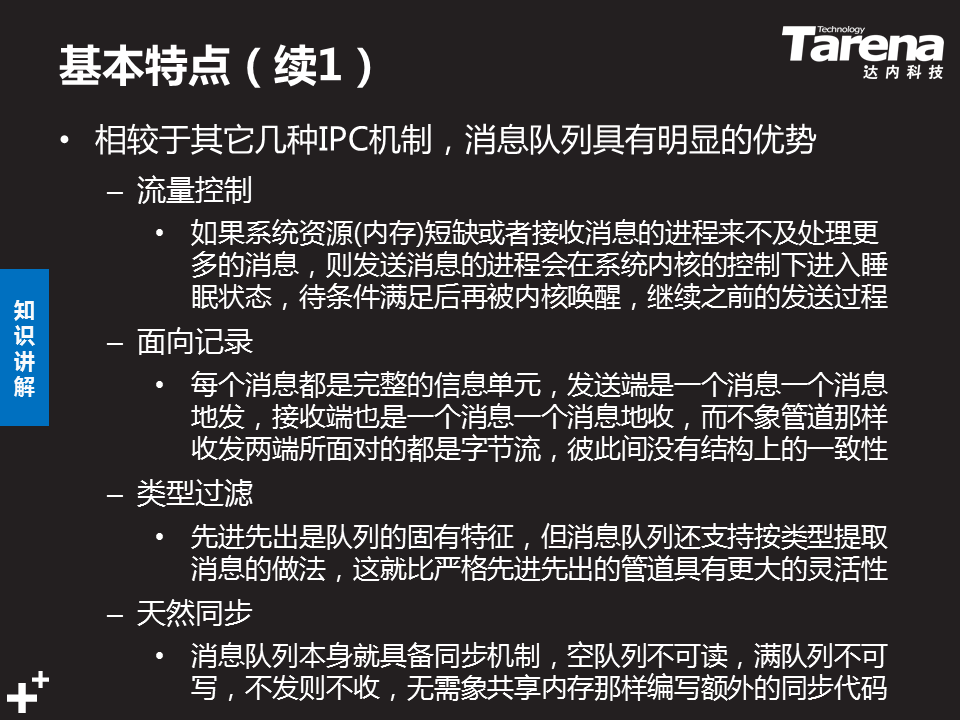 基本特点（续1）
Technology
Tarena
达内科技
• 相较于其它几种IPC机制，消息队列具有明显的优势
– 流量控制
• 如果系统资源(内存)短缺或者接收消息的进程来不及处理更
多的消息，则发送消息的进程会在系统内核的控制下进入睡
眠状态，待条件满足后再被内核唤醒，继续之前的发送过程
– 面向记录
• 每个消息都是完整的信息单元，发送端是一个消息一个消息
地发，接收端也是一个消息一个消息地收，而不象管道那样
收发两端所面对的都是字节流，彼此间没有结构上的一致性
– 类型过滤
• 先进先出是队列的固有特征，但消息队列还支持按类型提取
消息的做法，这就比严格先进先出的管道具有更大的灵活性
– 天然同步
• 消息队列本身就具备同步机制，空队列不可读，满队列不可
写，不发则不收，无需象共享内存那样编写额外的同步代码
知
识
讲
解